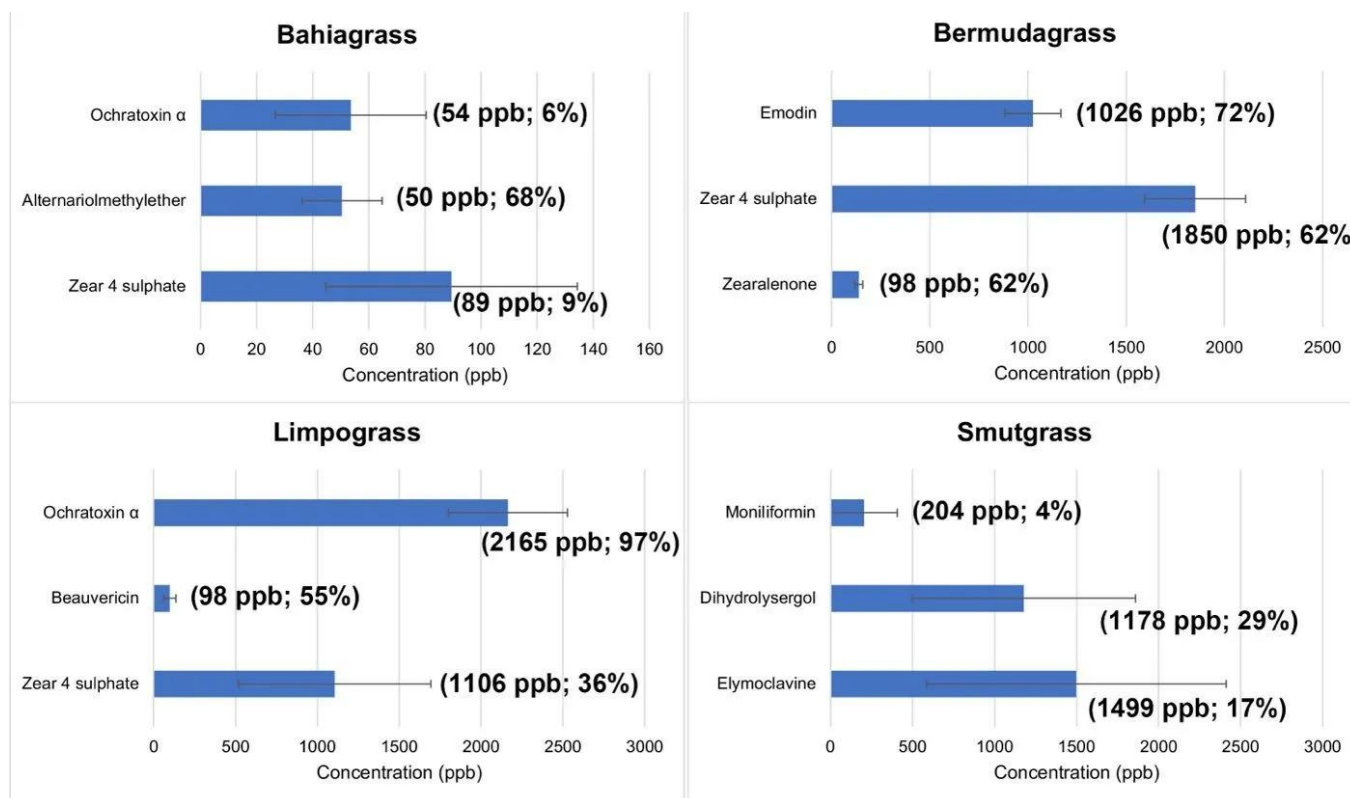 Bahiagrass
Ochratoxin α
(54 ppb; 6%)
Alternariolmethylether
(50 ppb; 68%)
Zear 4 sulphate
(89 ppb; 9%)
0 20 40 60 80 100 120 140 160
Concentration (ppb)
Bermudagrass
Emodin
(1026 ppb; 72%)
Zear 4 sulphate
(1850 ppb; 62%
Zearalenone
(98 ppb; 62%)
0 500 1000 1500 2000 2500
Concentration (ppb)
Limpograss
Ochratoxin α
(2165 ppb; 97%)
Beauvericin
(98 ppb; 55%)
Zear 4 sulphate
(1106 ppb; 36%)
0 500 1000 1500 2000 2500 3000
Concentration (ppb)
Smutgrass
Moniliformin
(204 ppb; 4%)
Dihydrolysergol
(1178 ppb; 29%)
Elymoclavine
(1499 ppb; 17%)
0 500 1000 1500 2000 2500 3000
Concentration (ppb)